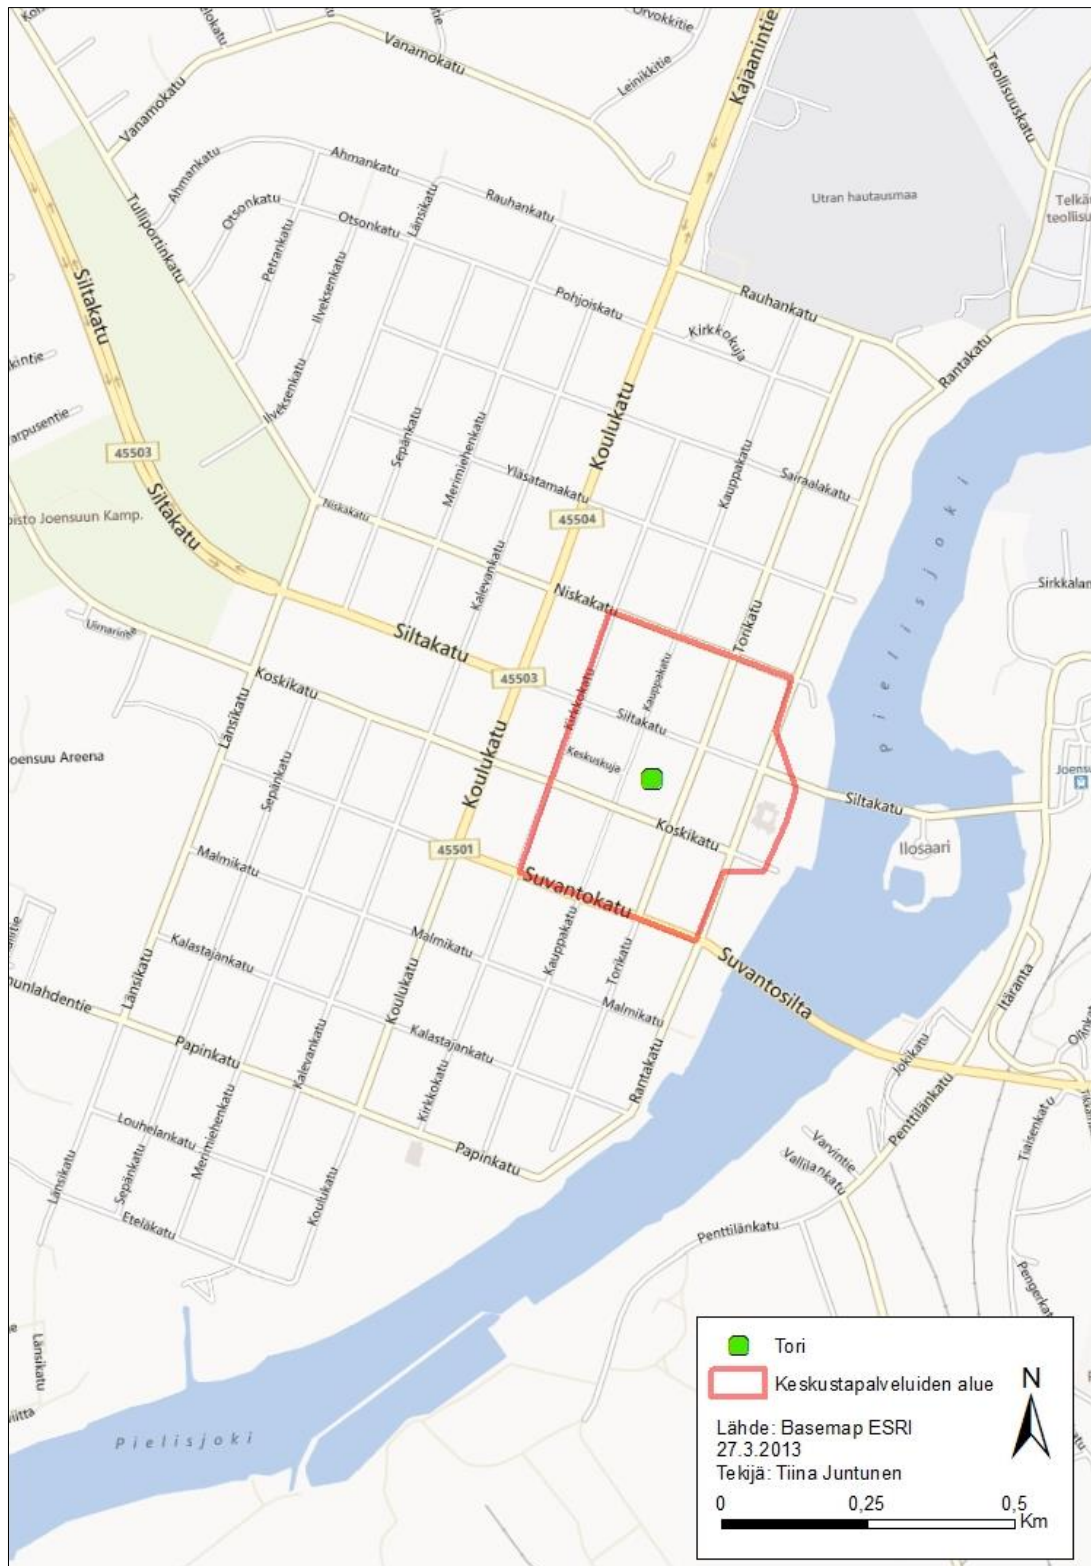 Orvokkitie
Kajaanintie
Vanamokatu
Leinikkitie
Teollisuuskatu
Vanamokatu
Ahmankatu
Ahmankatu
Länsikatu
Rauhankatu
Utran hautausmaa
Otsonkatu
Otsonkatu
Tulliportinkatu
Petrankatu
Ilveksenkatu
Siltakatu
Pohjoiskatu
Rauhankatu
Kirkkokuja
Rantakatu
Ilveksenkatu
Koulukatu
Sepänkatu
Merimiehenkatu
Kauppakatu
45503
Yläsatamakatu
Sairaalakatu
Siltakatu
Niskakatu
45504
Pielisjoki
Kalevankatu
Niskakatu
Torikatu
Siltakatu
Uimarintie
Koskikatu
45503
Kirkkokatu
Kauppakatu
Siltakatu
Länsikatu
Keskuskuja
Koulukatu
Sepänkatu
Siltakatu
Koskikatu
Ilosaari
45501
Malmikatu
Suvantokatu
Kalastajankatu
Malmikatu
Kauppakatu
Torikatu
Suvantosilta
Itäranta
Länsikatu
Koulukatu
Malmikatu
Papinkatu
Kalastajankatu
Jokikatu
Kalevankatu
Rantakatu
Penttilänkatu
Kirkkokatu
Louhelankatu
Merimiehenkatu
Papinkatu
Varvintie
Vallilankatu
Tiaisenkatu
Sepänkatu
Länsikatu
Koulukatu
Eteläkatu
Penttilänkatu
Länsikatu
Pielisjoki
Tori
Keskustapalveluiden alue
N
Lähde: Basemap ESRI
27.3.2013
Tekijä: Tiina Juntunen
0 0,25 0,5
Km